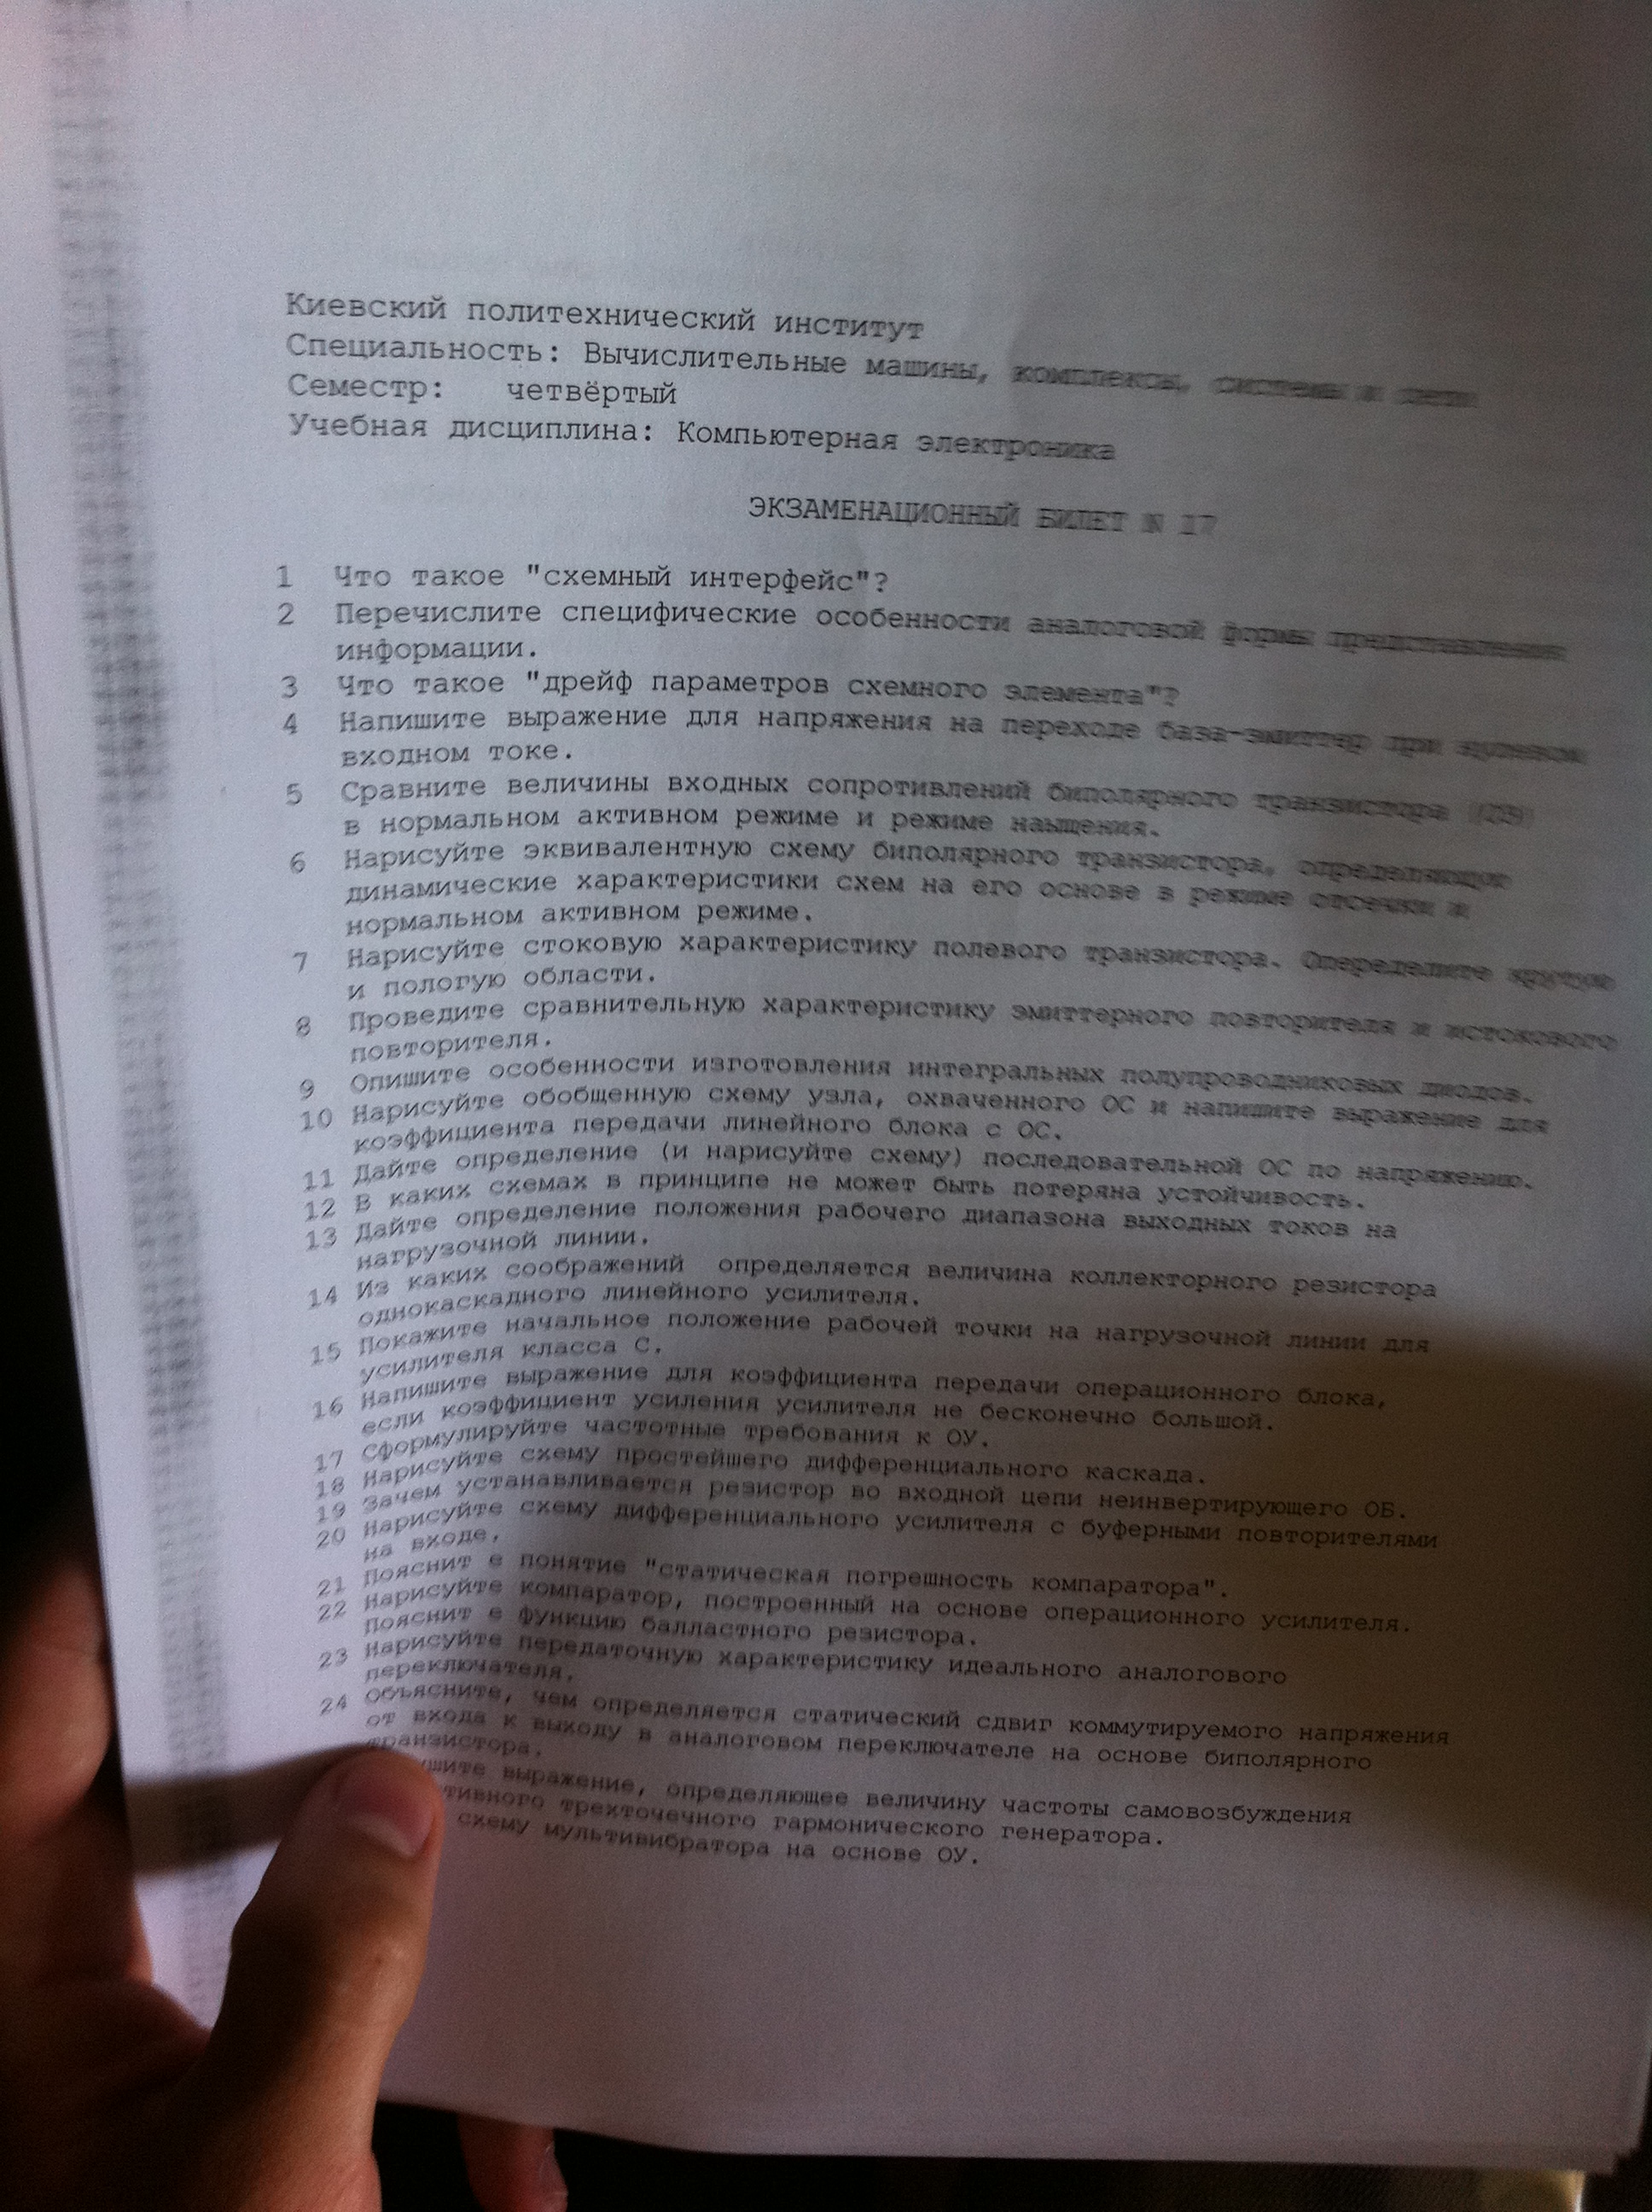 Киевский политехнический институт
Специальность: Вычислительные машины, комплексы, системы и сети
Семестр: четвёртый
Учебная дисциплина: Компьютерная электроника
ЭКЗАМЕНАЦИОННЫЙ БИЛЕТ N 17
1 Что такое "схемный интерфейс"?
2 Перечислите специфические особенности аналоговой формы представления
информации.
3 Что такое "дрейф параметров схемного элемента"?
4 Напишите выражение для напряжения на переходе база-эмиттер при нулевом
входном токе.
5 Сравните величины входных сопротивлений биполярного транзистора (ОЭ)
в нормальном активном режиме и режиме наыщения.
6 Нарисуйте эквивалентную схему биполярного транзистора, определяющую
динамические характеристики схем на его основе в режиме отсечки и
нормальном активном режиме.
7 Нарисуйте стоковую характеристику полевого транзистора. Опеределите крутую
и пологую области.
8 Проведите сравнительную характеристику эмиттерного повторителя и истокового
повторителя.
9 Опишите особенности изготовления интегральных полупроводниковых диодов.
10 Нарисуйте обобщенную схему узла, охваченного ОС и напишите выражение для
коэффициента передачи линейного блока с ОС.
11 Дайте определение (и нарисуйте схему) последовательной ОС по напряжению.
12 В каких схемах в принципе не может быть потеряна устойчивость.
13 Дайте определение положения рабочего диапазона выходных токов на
нагрузочной линии.
14 Из каких соображений определяется величина коллекторного резистора
однокаскадного линейного усилителя.
15 Покажите начальное положение рабочей точки на нагрузочной линии для
усилителя класса С.
16 Напишите выражение для коэффициента передачи операционного блока,
если коэффициент усиления усилителя не бесконечно большой.
17 Сформулируйте частотные требования к ОУ.
18 Нарисуйте схему простейшего дифференциального каскада.
19 Зачем устанавливается резистор во входной цепи неинвертирующего ОБ.
20 Нарисуйте схему дифференциального усилителя с буферными повторителями
на входе.
21 Пояснит е понятие "статическая погрешность компаратора".
22 Нарисуйте компаратор, построенный на основе операционного усилителя.
Пояснит е функцию балластного резистора.
23 Нарисуйте передаточную характеристику идеального аналогового
переключателя.
24 Объясните, чем определяется статический сдвиг коммутируемого напряжения
от входа к выходу в аналоговом переключателе на основе биполярного
транзистора.
выражение, определяющее величину частоты самовозбуждения
трехточечного гармонического генератора.
схему мультивибратора на основе ОУ.